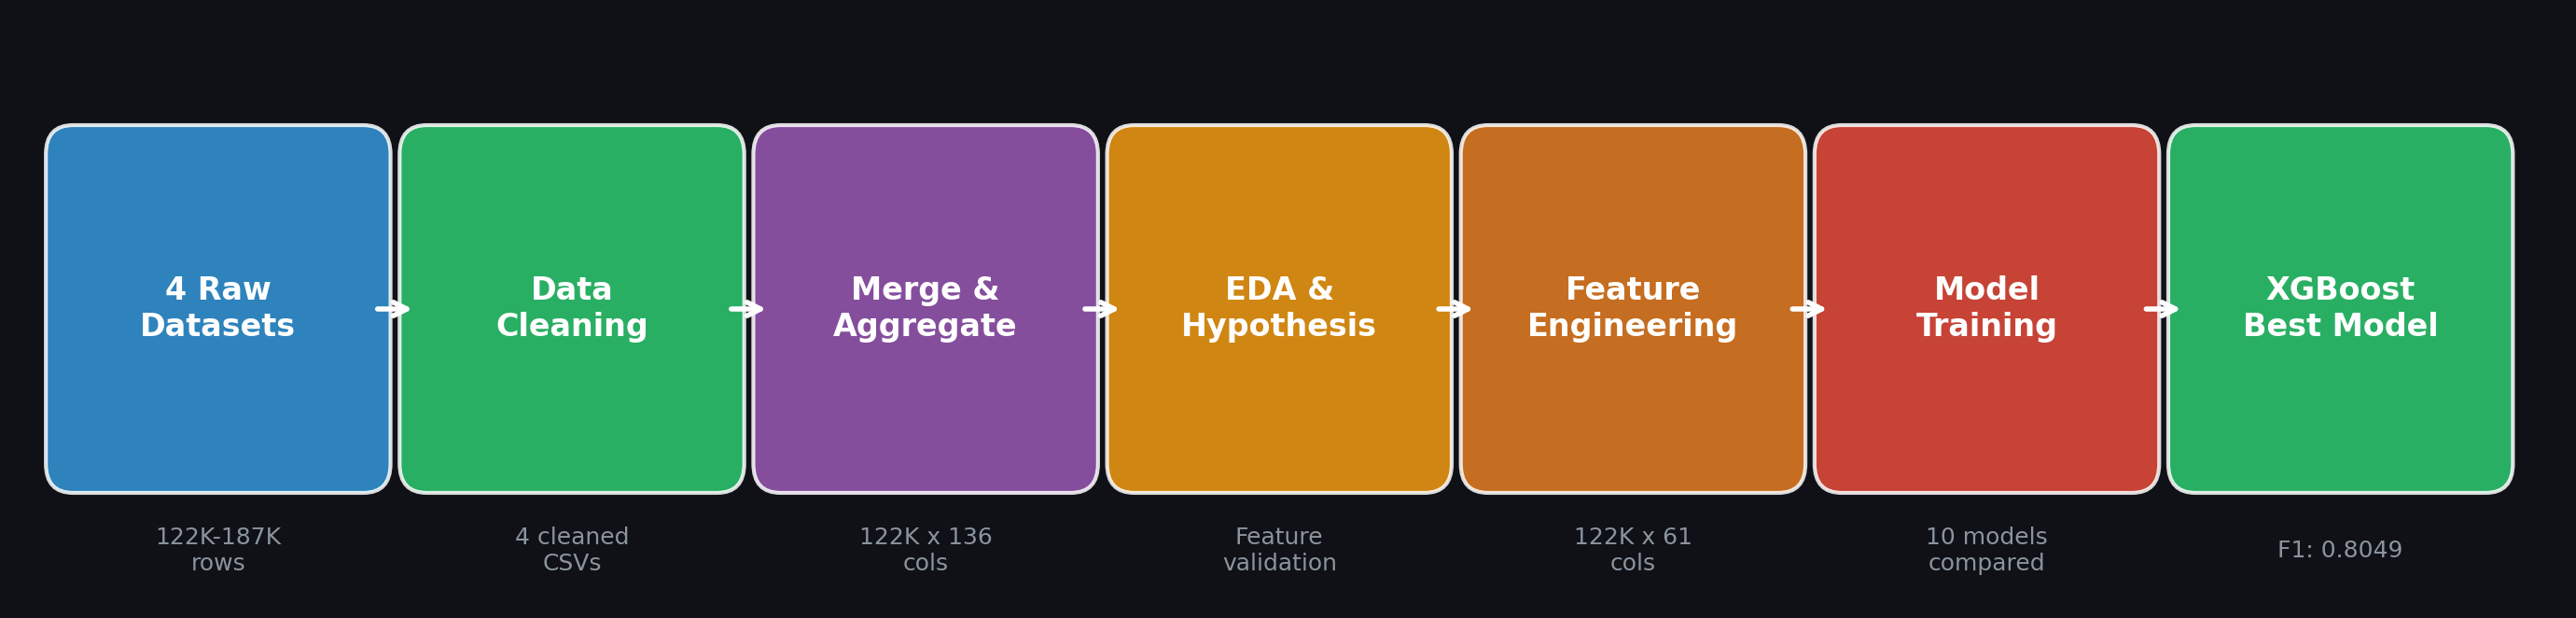 4 Raw
Datasets
Data
Cleaning
Merge &
Aggregate
EDA &
Hypothesis
Feature
Engineering
Model
Training
XGBoost
Best Model
122K-187K
rows
4 cleaned
CSVs
122K x 136
cols
Feature
validation
122K x 61
cols
10 models
compared
F1: 0.8049